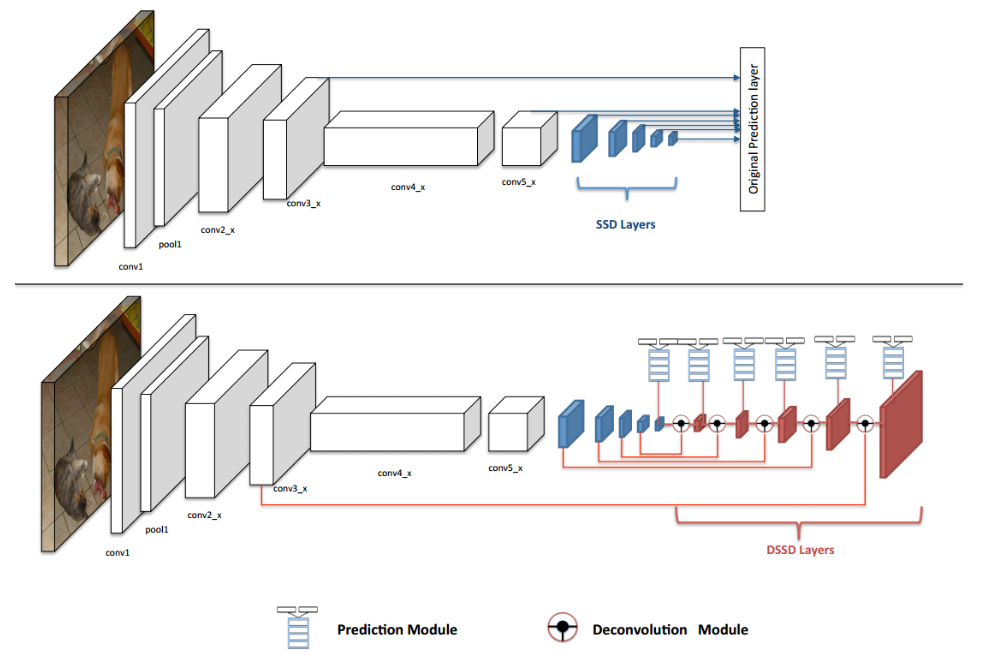 Original Prediction layer
conv4_x
conv5_x
conv3_x
SSD Layers
conv2_x
pool1
conv1
conv4_x
conv5_x
conv3_x
conv2_x
pool1
conv1
DSSD Layers
Prediction Module
Deconvolution Module